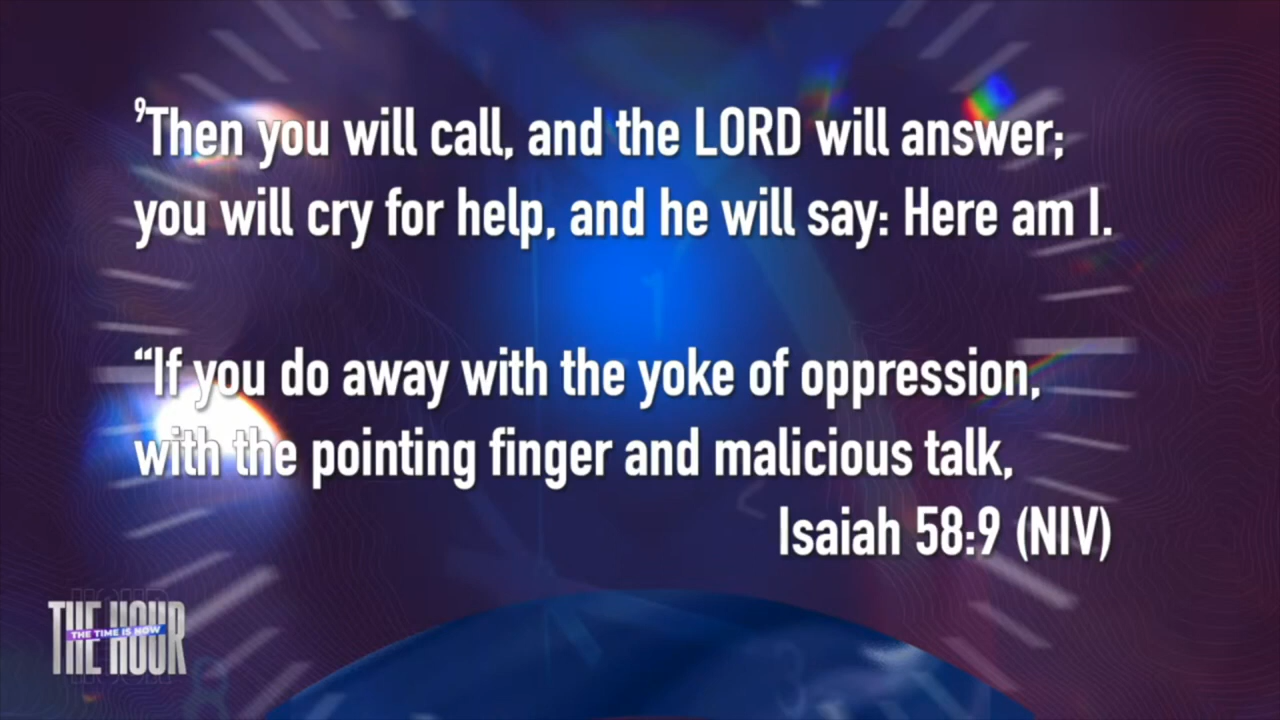 ⁹Then you will call, and the LORD will answer;
you will cry for help, and he will say: Here am I.
“If you do away with the yoke of oppression,
with the pointing finger and malicious talk,
Isaiah 58:9 (NIV)
THE HOUR
THE TIME IS NOW